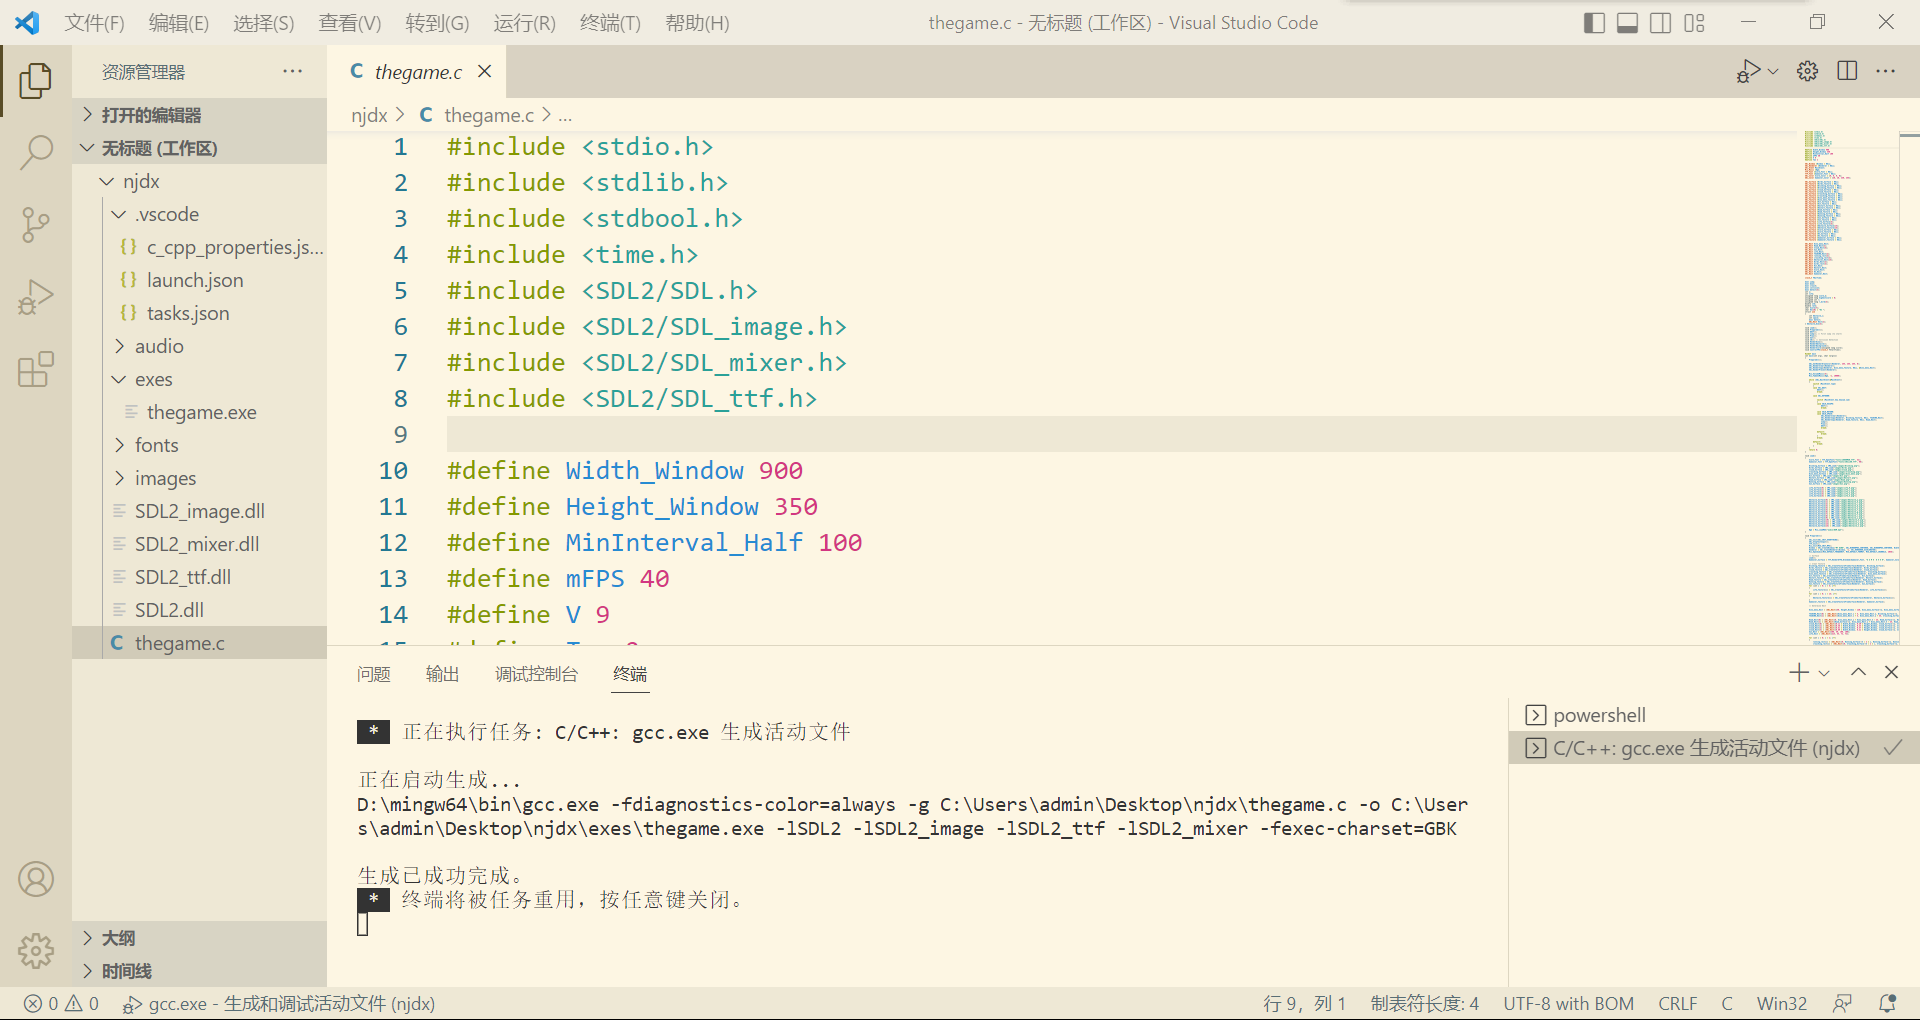 文件(F) 编辑(E) 选择(S) 查看(V) 转到(G) 运行(R) 终端(T) 帮助(H) thegame.c - 无标题 (工作区) - Visual Studio Code
资源管理器
打开的编辑器
无标题 (工作区)
njdx
.vscode
{} c_cpp_properties.js...
{} launch.json
{} tasks.json
audio
exes
thegame.exe
fonts
images
SDL2_image.dll
SDL2_mixer.dll
SDL2_ttf.dll
SDL2.dll
C thegame.c
大纲
时间线
C thegame.c
njdx > C thegame.c > ...
1 #include <stdio.h>
2 #include <stdlib.h>
3 #include <stdbool.h>
4 #include <time.h>
5 #include <SDL2/SDL.h>
6 #include <SDL2/SDL_image.h>
7 #include <SDL2/SDL_mixer.h>
8 #include <SDL2/SDL_ttf.h>
9
10 #define Width_Window 900
11 #define Height_Window 350
12 #define MinInterval_Half 100
13 #define mFPS 40
14 #define V 9
问题 输出 调试控制台 终端
* 正在执行任务: C/C++: gcc.exe 生成活动文件
正在启动生成...
D:\mingw64\bin\gcc.exe -fdiagnostics-color=always -g C:\Users\admin\Desktop\njdx\thegame.c -o C:\User
s\admin\Desktop\njdx\exes\thegame.exe -lSDL2 -lSDL2_image -lSDL2_ttf -lSDL2_mixer -fexec-charset=GBK
生成已成功完成。
* 终端将被任务重用，按任意键关闭。
powershell
C/C++: gcc.exe 生成活动文件 (njdx)
0 0 gcc.exe - 生成和调试活动文件 (njdx) 行 9，列 1 制表符长度: 4 UTF-8 with BOM CRLF C Win32